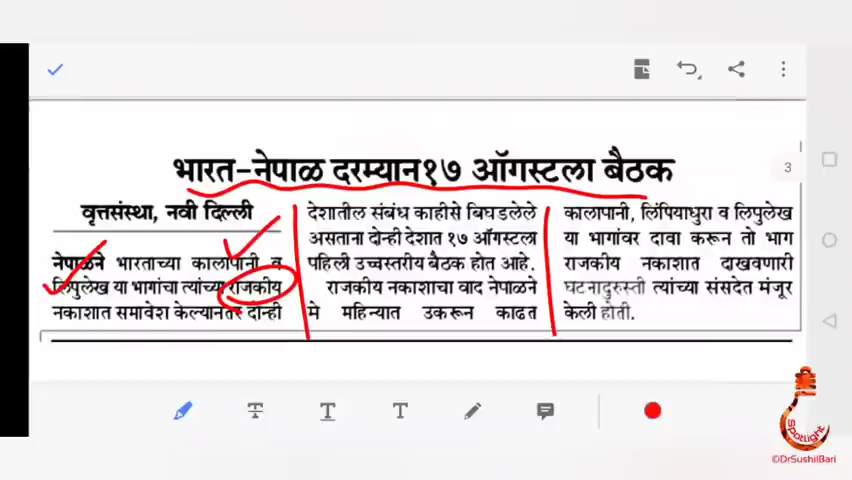 भारत-नेपाळ दरम्यान १७ ऑगस्टला बैठक
3
वृत्तसंस्था, नवी दिल्ली
नेपाळने भारताच्या कालापानी व
लिपुलेख या भागांचा त्यांच्या राजकीय
नकाशात समावेश केल्यानंतर दोन्ही
देशातील संबंध काहीसे बिघडलेले
असताना दोन्ही देशात १७ ऑगस्टला
पहिली उच्चस्तरीय बैठक होत आहे.
राजकीय नकाशाचा वाद नेपाळने
मे महिन्यात उकरून काढत
कालापानी, लिंपियाधुरा व लिपुलेख
या भागांवर दावा करून तो भाग
राजकीय नकाशात दाखवणारी
घटनादुरुस्ती त्यांच्या संसदेत मंजूर
केली होती.
T
T
T
Spotlight
©DrSushilBari